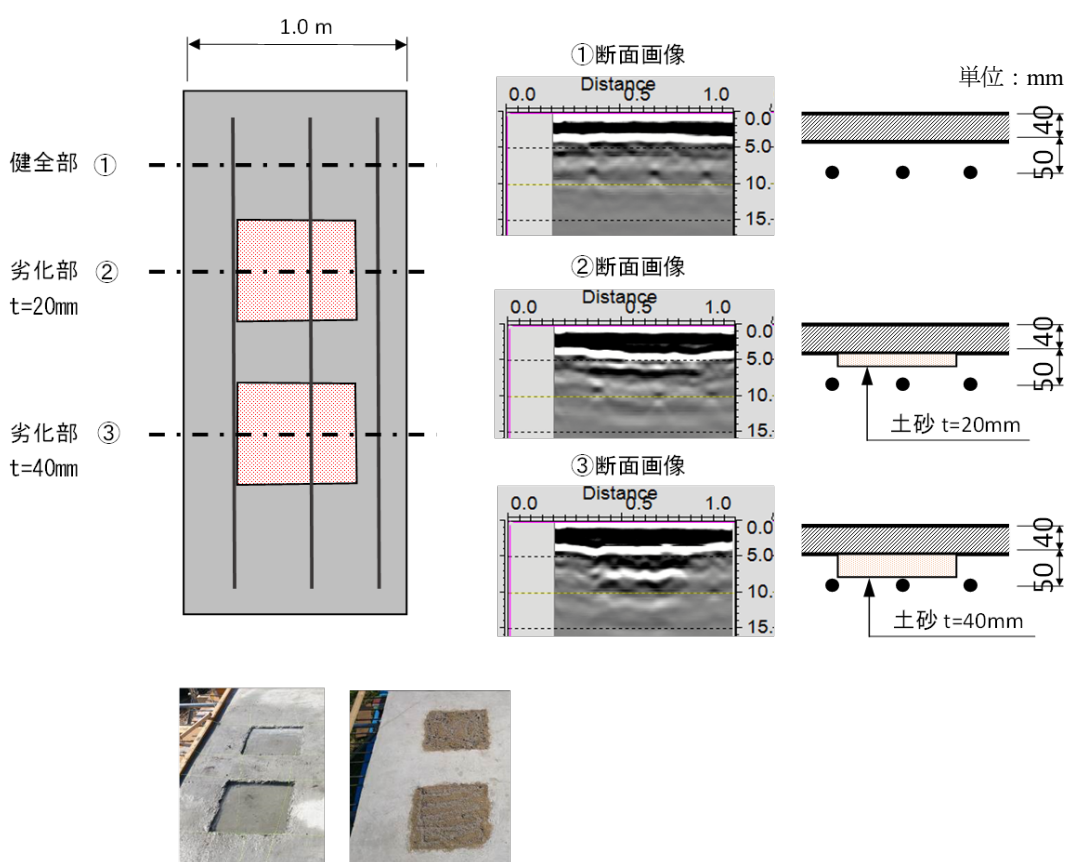 1.0 m
健全部 ①
劣化部 ②
t=20mm
劣化部 ③
t=40mm
①断面画像
Distance
0.0 0.5 1.0
0.0
5.0
10.
15.
②断面画像
Distance
0.0 0.5 1.0
0.0
5.0
10.
15.
③断面画像
Distance
0.0 0.5 1.0
0.0
5.0
10.
15.
単位：mm
40
50
40
50
土砂 t=20mm
40
50
土砂 t=40mm